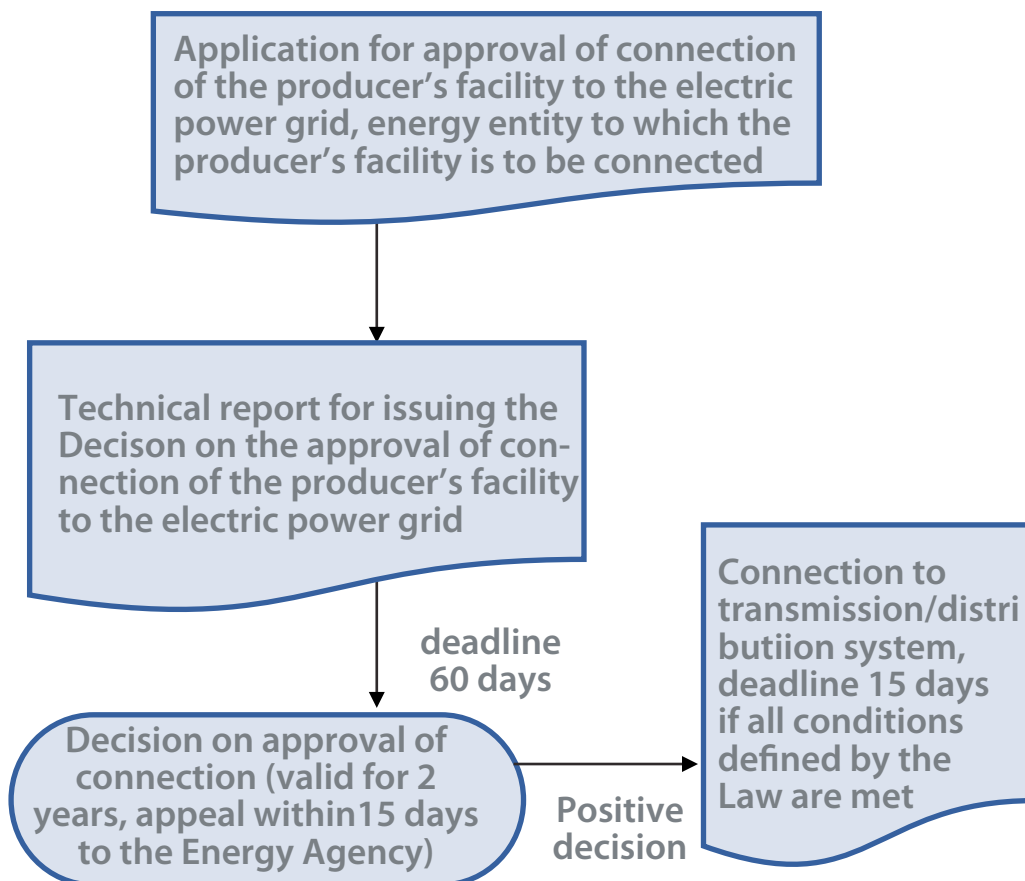 Application for approval of connection
of the producer’s facility to the electric
power grid, energy entity to which the
producer’s facility is to be connected
Technical report for issuing the
Decison on the approval of con-
nection of the producer’s facility
to the electric power grid
deadline
60 days
Decision on approval of
connection (valid for 2
years, appeal within15 days
to the Energy Agency)
Positive
decision
Connection to
transmission/distri
butiion system,
deadline 15 days
if all conditions
defined by the
Law are met